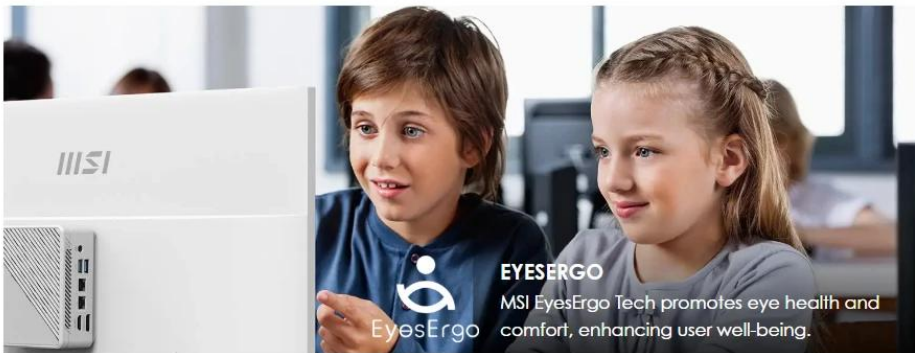 msi
EYESERGO
MSI EyesErgo Tech promotes eye health and
EyesErgo
comfort, enhancing user well-being.